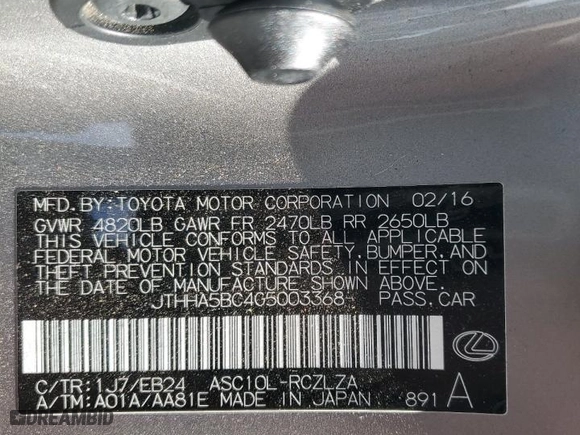 MFD.BY:TOYOTA MOTOR CORPORATION 02/16
GVWR 4820LB GAWR FR 2470LB RR 2650LB
THIS VEHICLE CONFORMS TO ALL APPLICABLE
FEDERAL MOTOR VEHICLE SAFETY,BUMPER,AND
THEFT PREVENTION STANDARDS IN EFFECT ON
THE DATE OF MANUFACTURE SHOWN ABOVE.
JTHHA5BC4G5003368 PASS.CAR
C/TR:1J7/EB24 ASC10L-RCZLZA
A/TM:A01A/AA81E MADE IN JAPAN 891 A
DREAMBID